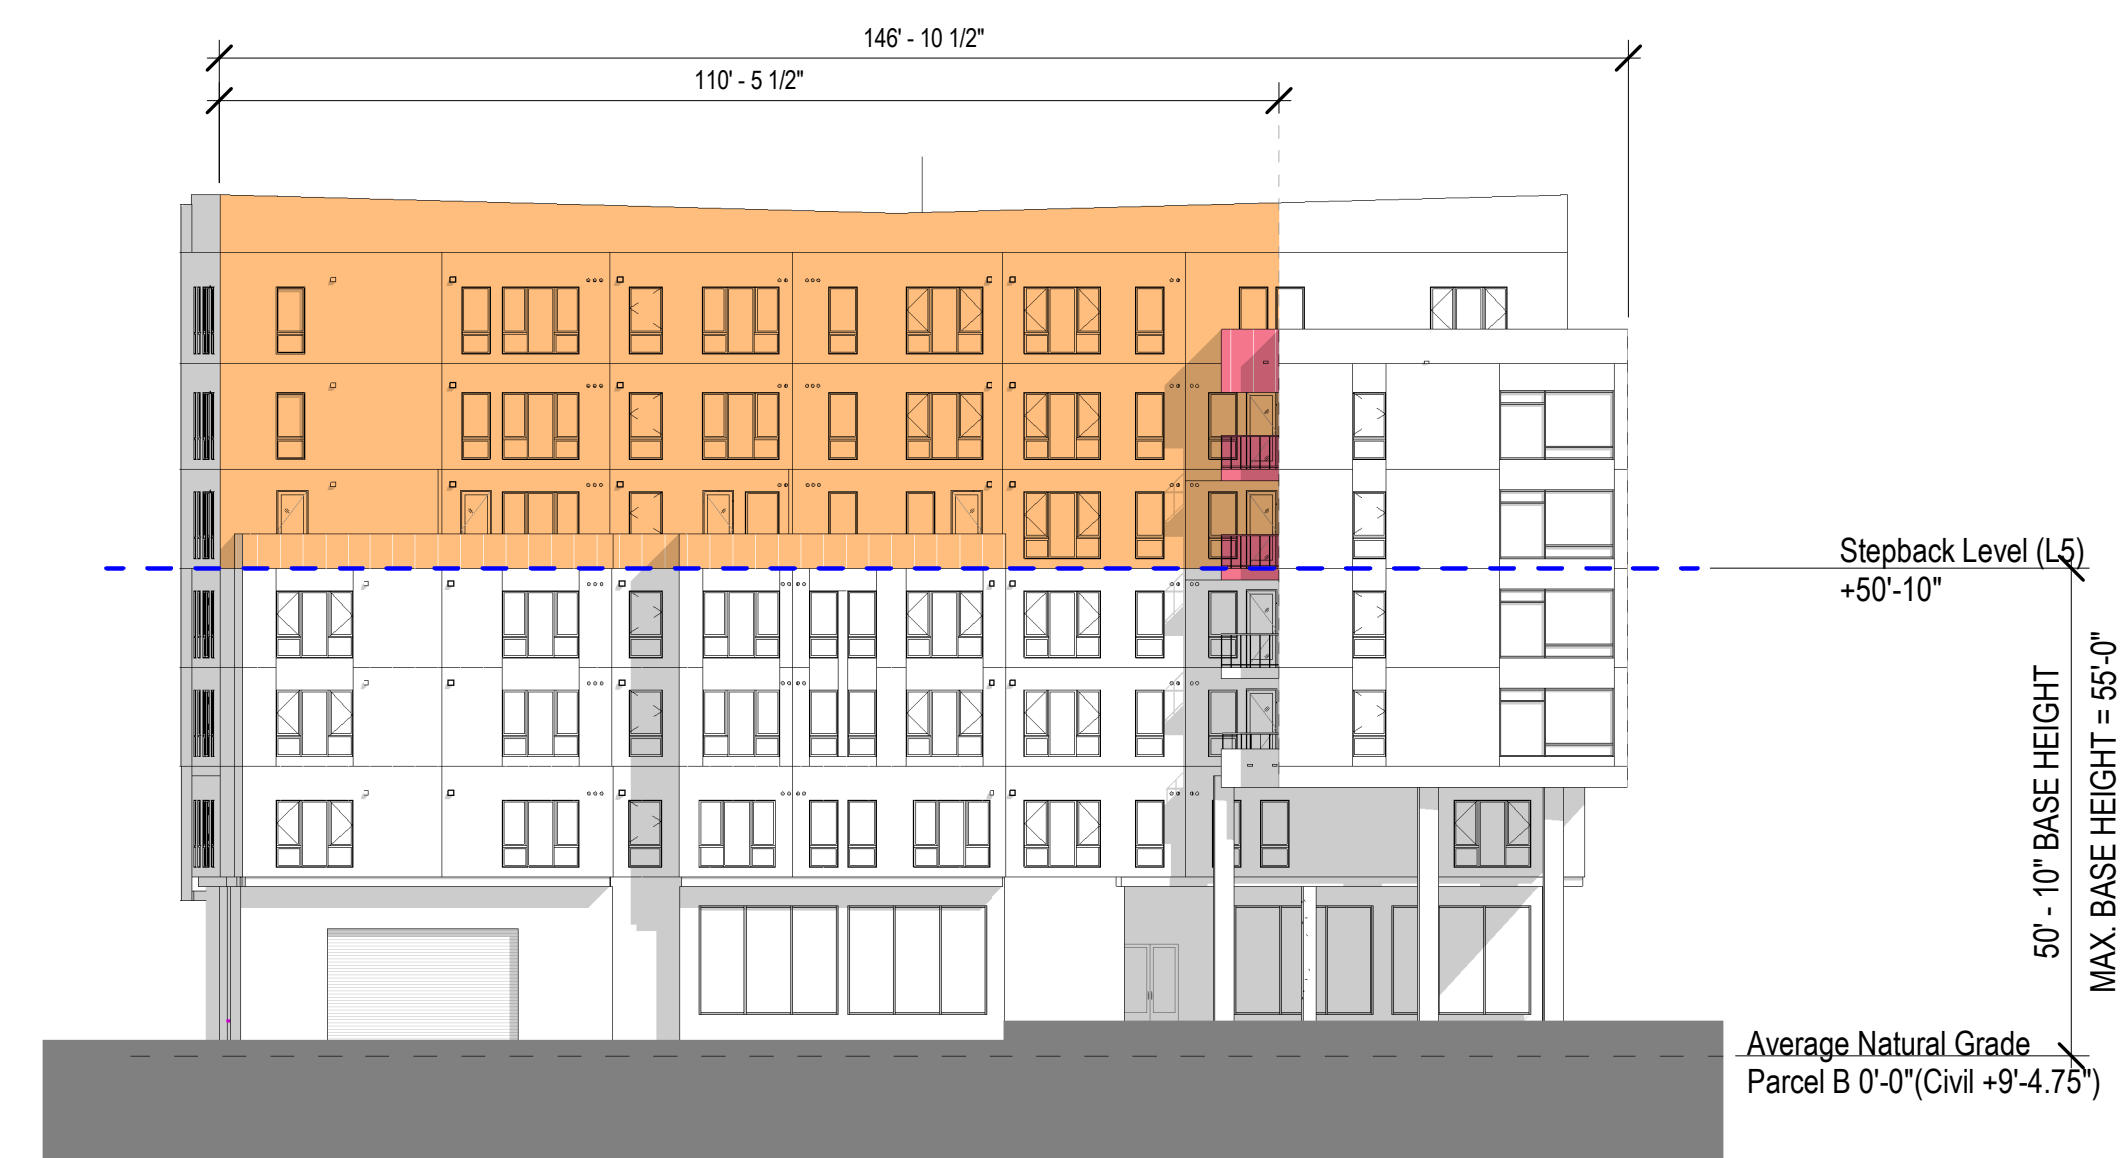 146' - 10 1/2"
110' - 5 1/2"
Stepback Level (L5)
+50'-10"
50' - 10" BASE HEIGHT
MAX. BASE HEIGHT = 55'-0"
Average Natural Grade
Parcel B 0'-0"(Civil +9'-4.75")